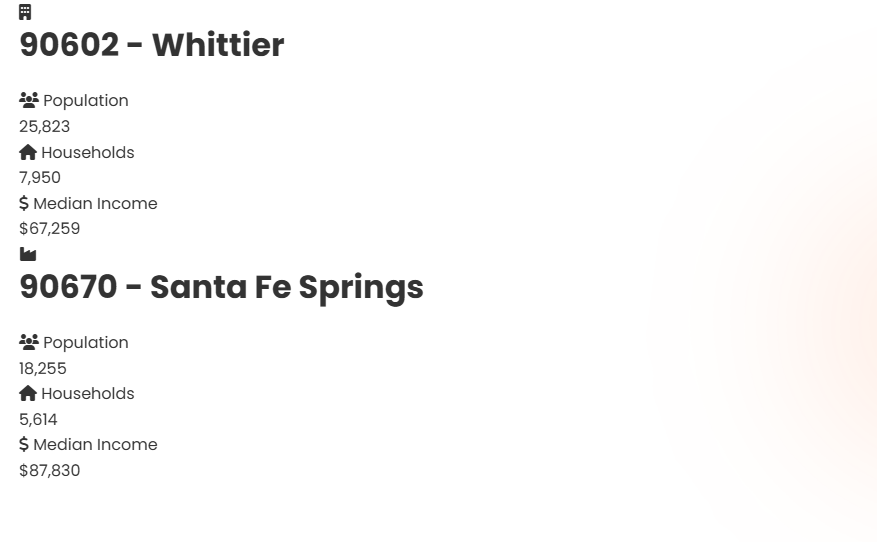 90602 - Whittier
Population
25,823
Households
7,950
Median Income
$67,259
90670 - Santa Fe Springs
Population
18,255
Households
5,614
Median Income
$87,830